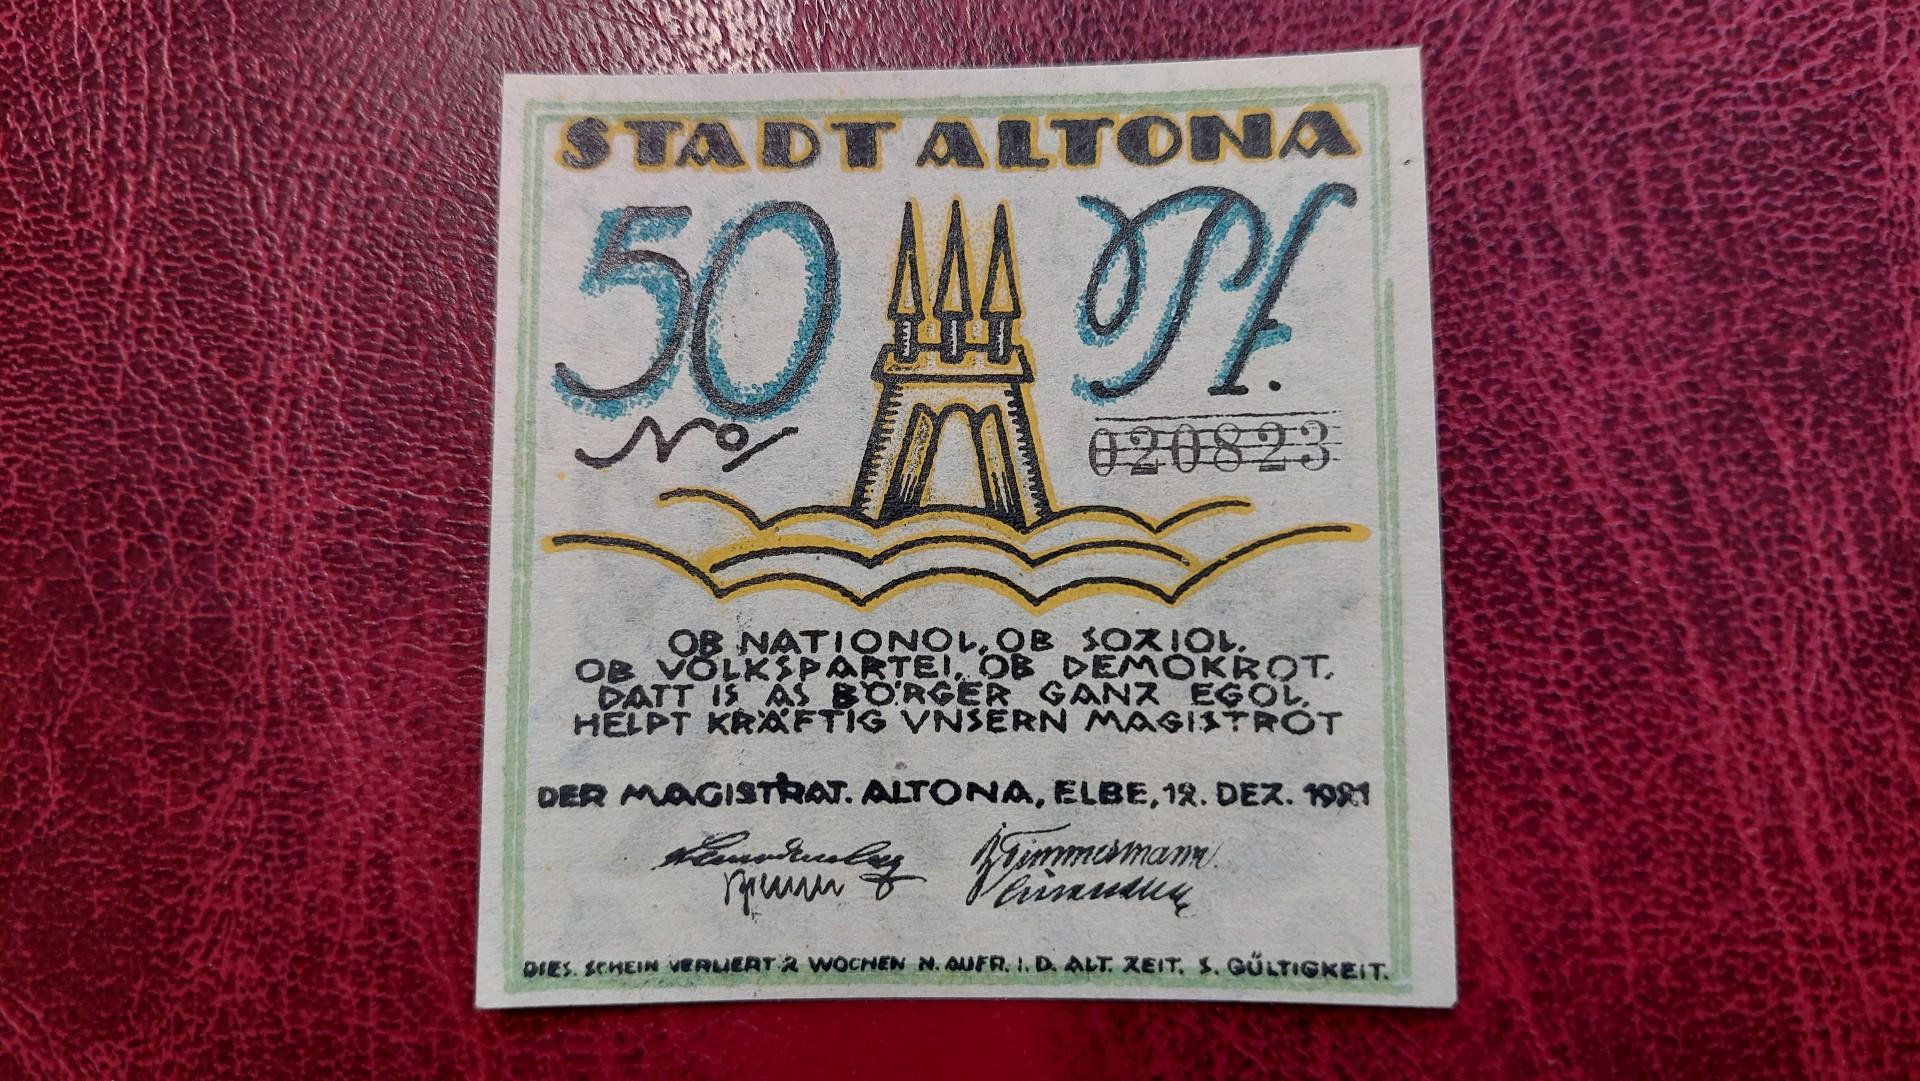 STADT ALTONA
50 Pf.
No 020823
OB NATIONOL, OB SOZIOL,
OB VOLKSPARTEI, OB DEMOKROT,
DATT IS AS BÖRGER GANZ EGOL,
HELPT KRÄFTIG VNSERN MAGISTROT
DER MAGISTRAT. ALTONA, ELBE, 12. DEZ. 1921
Timmermann
DIES. SCHEIN VERLIERT 2 WOCHEN N. AUFR. I. D. ALT. ZEIT. S. GÜLTIGKEIT.